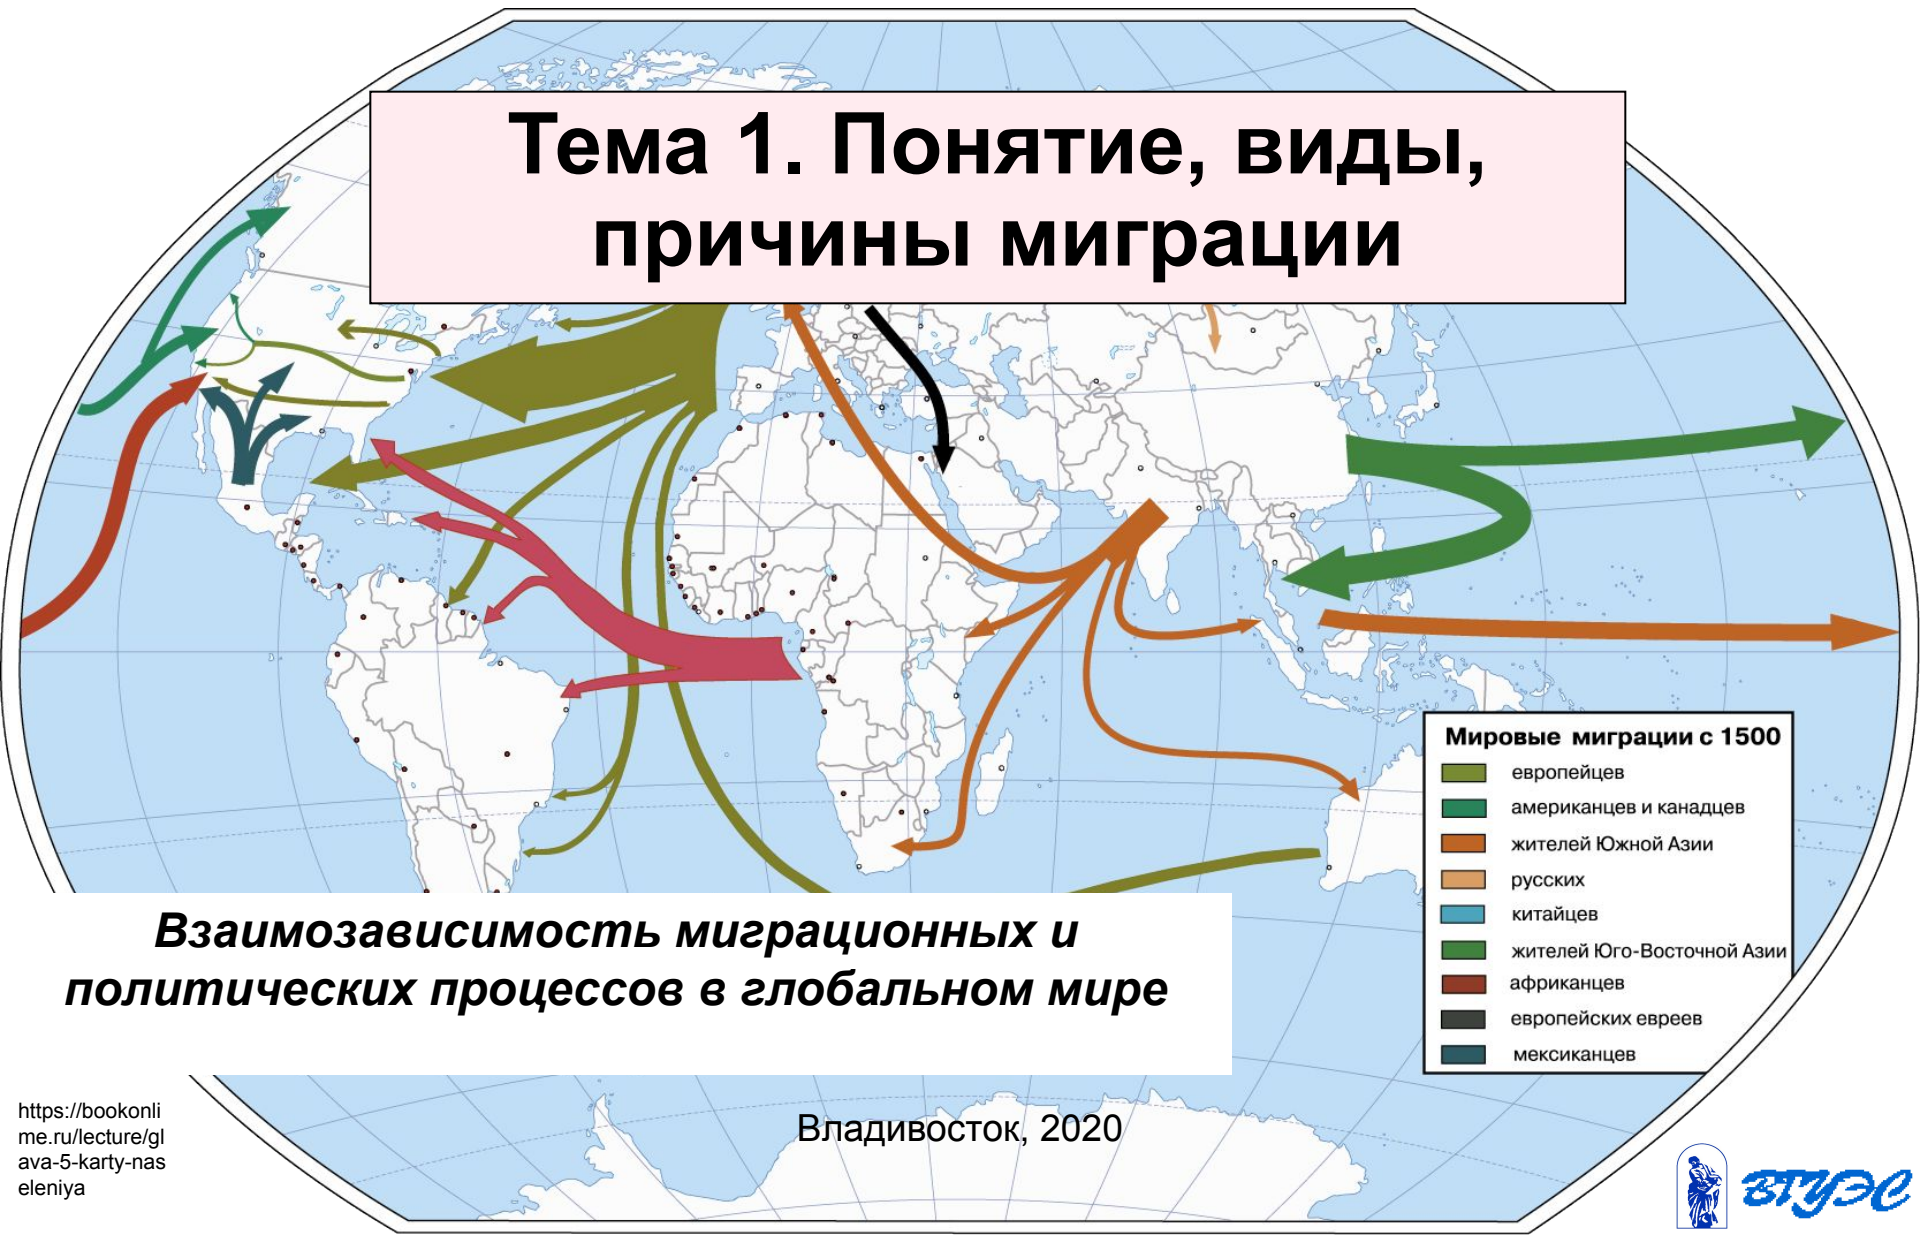 Тема 1. Понятие, виды,
причины миграции
Мировые миграции с 1500
европейцев
американцев и канадцев
жителей Южной Азии
русских
китайцев
жителей Юго-Восточной Азии
африканцев
европейских евреев
мексиканцев
Взаимозависимость миграционных и
политических процессов в глобальном мире
Владивосток, 2020
https://bookonli
me.ru/lecture/gl
ava-5-karty-nas
eleniya
ВГУЭС